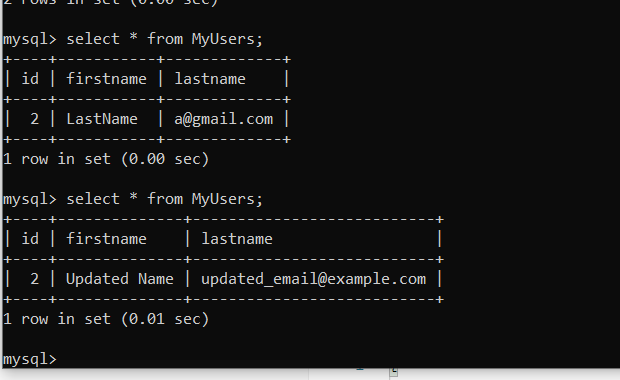 2 rows in set (0.00 sec)
mysql> select * from MyUsers;
+----+-----------+-------------+
| id | firstname | lastname    |
+----+-----------+-------------+
|  2 | LastName  | a@gmail.com |
+----+-----------+-------------+
1 row in set (0.00 sec)
mysql> select * from MyUsers;
+----+--------------+---------------------------+
| id | firstname    | lastname                  |
+----+--------------+---------------------------+
|  2 | Updated Name | updated_email@example.com |
+----+--------------+---------------------------+
1 row in set (0.01 sec)
mysql>